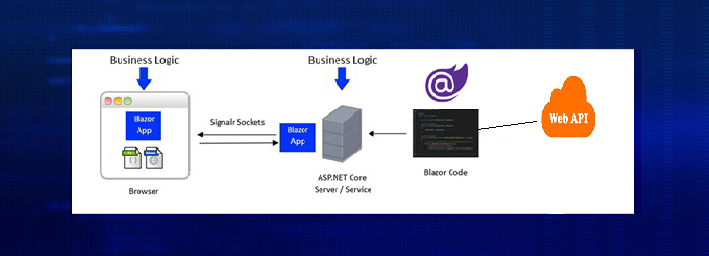 Business Logic
Business Logic
Blazor
App
Signalr Sockets
Blazor
App
@
Web API
Browser
ASP.NET Core
Server / Service
Blazor Code